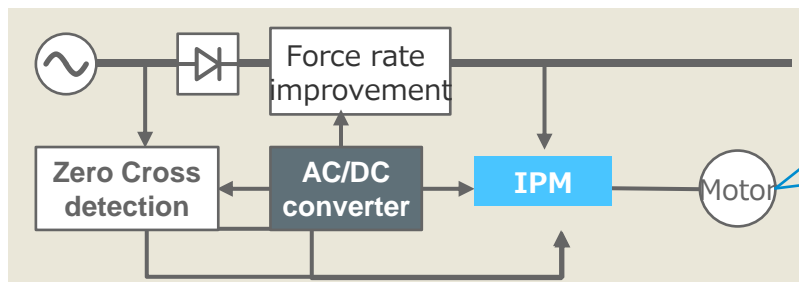 Force rate
improvement
Zero Cross
detection
AC/DC
converter
IPM
Motor